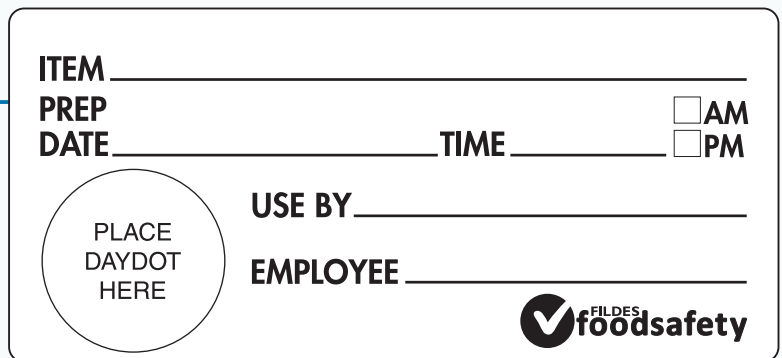 ITEM
PREP
DATE TIME AM
PM
PLACE
DAYDOT
HERE
USE BY
EMPLOYEE
FILDES
foodsafety